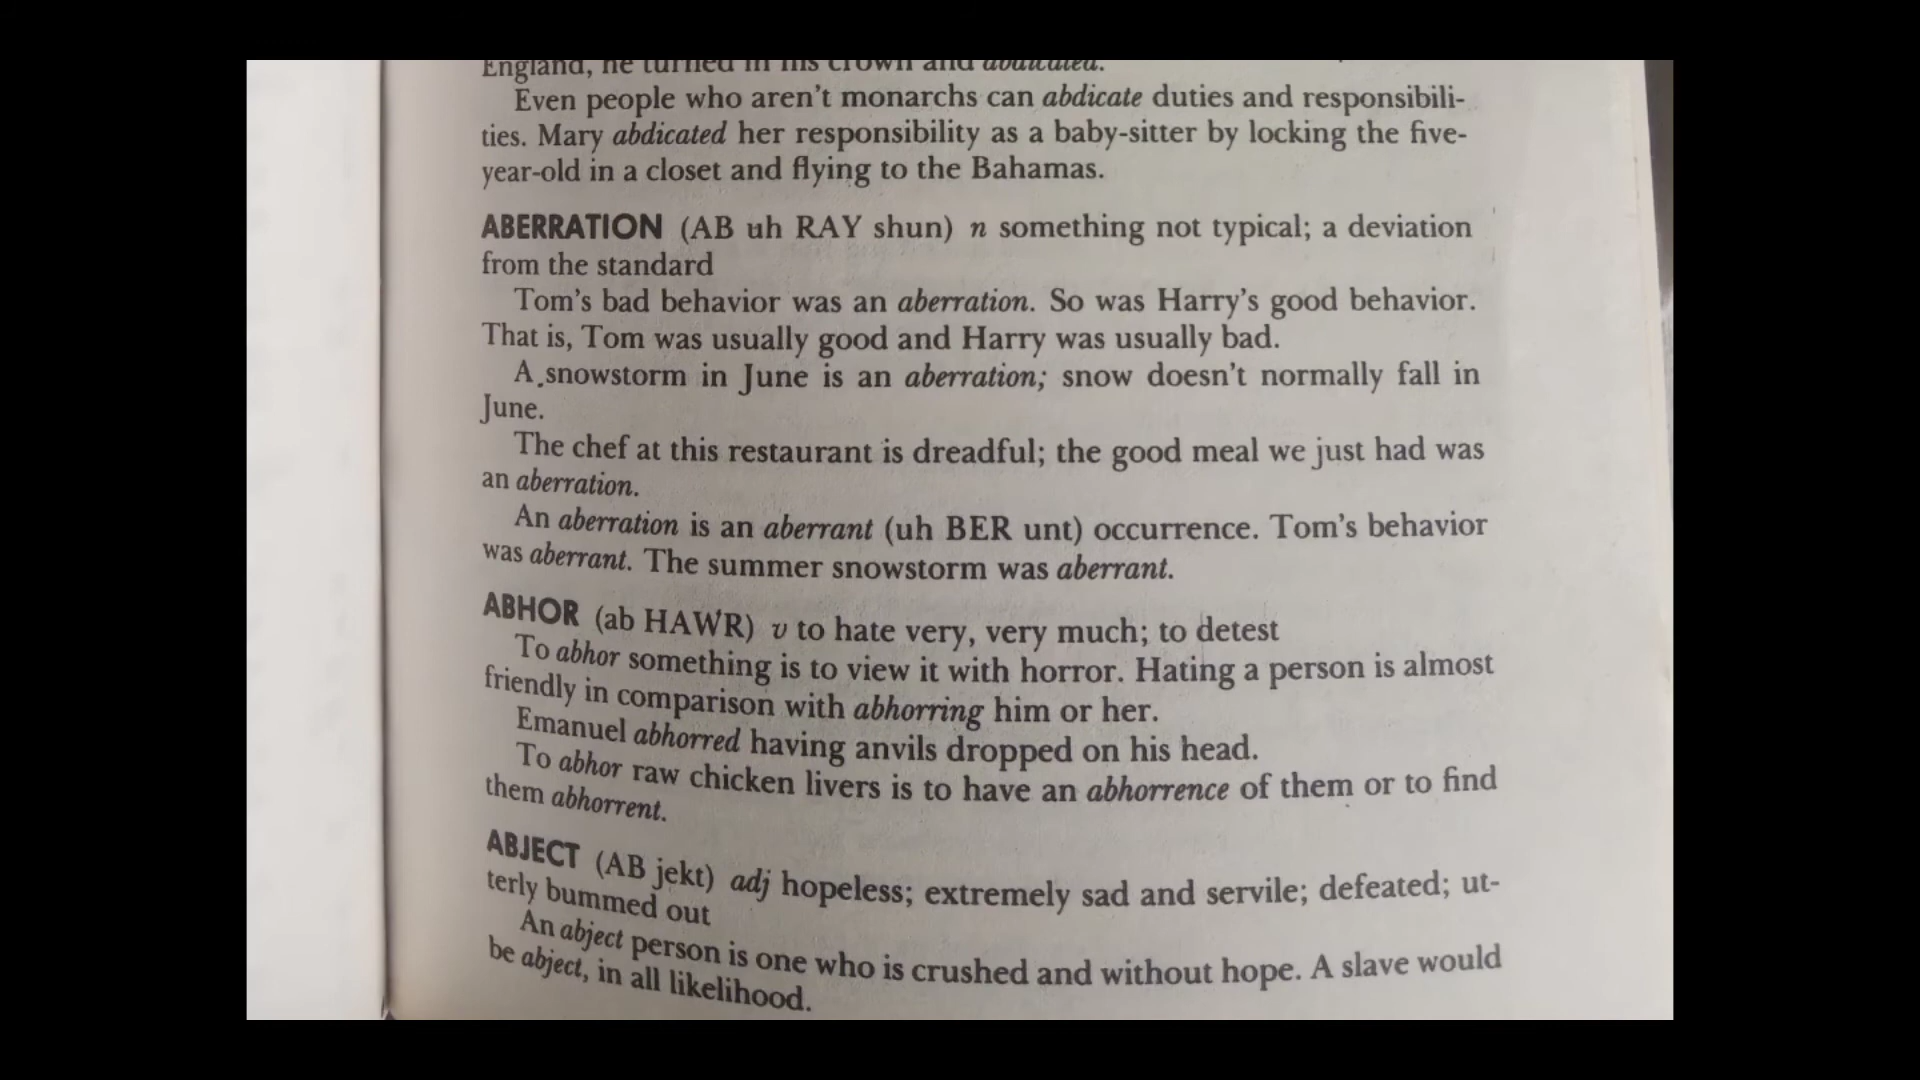 England, he turned in his crown and abdicated.
Even people who aren't monarchs can abdicate duties and responsibili-
ties. Mary abdicated her responsibility as a baby-sitter by locking the five-
year-old in a closet and flying to the Bahamas.
ABERRATION (AB uh RAY shun) n something not typical; a deviation
from the standard
Tom's bad behavior was an aberration. So was Harry's good behavior.
That is, Tom was usually good and Harry was usually bad.
A snowstorm in June is an aberration; snow doesn't normally fall in
June.
The chef at this restaurant is dreadful; the good meal we just had was
an aberration.
An aberration is an aberrant (uh BER unt) occurrence. Tom's behavior
was aberrant. The summer snowstorm was aberrant.
ABHOR (ab HAWR) v to hate very, very much; to detest
To abhor something is to view it with horror. Hating a person is almost
friendly in comparison with abhorring him or her.
Emanuel abhorred having anvils dropped on his head.
To abhor raw chicken livers is to have an abhorrence of them or to find
them abhorrent.
ABJECT (AB jekt) adj hopeless; extremely sad and servile; defeated; ut-
terly bummed out
An abject person is one who is crushed and without hope. A slave would
be abject, in all likelihood.